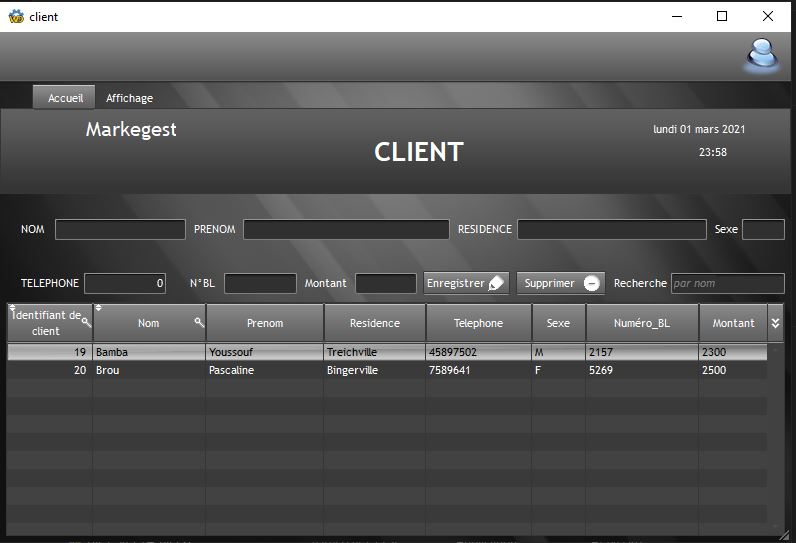 client
Accueil Affichage
Markegest
lundi 01 mars 2021
CLIENT
23:58
NOM PRENOM RESIDENCE Sexe
TELEPHONE 0 N°BL Montant Enregistrer Supprimer Recherche par nom
Identifiant de client Nom Prenom Residence Telephone Sexe Numéro_BL Montant
19 Bamba Youssouf Treichville 45897502 M 2157 2300
20 Brou Pascaline Bingerville 7589641 F 5269 2500